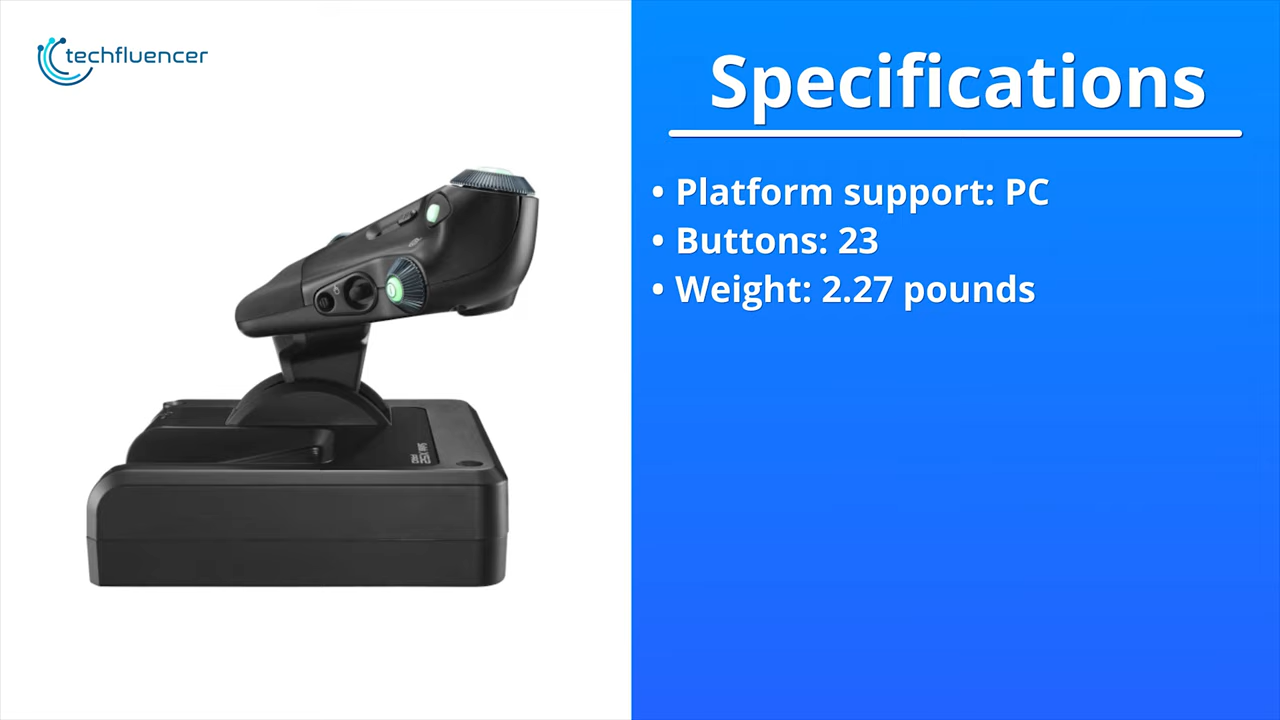 techfluencer
Specifications
• Platform support: PC
• Buttons: 23
• Weight: 2.27 pounds